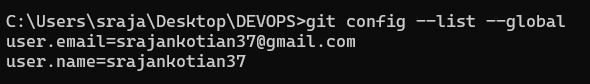 C:\Users\sraja\Desktop\DEVOPS>git config --list --global
user.email=srajankotian37@gmail.com
user.name=srajankotian37